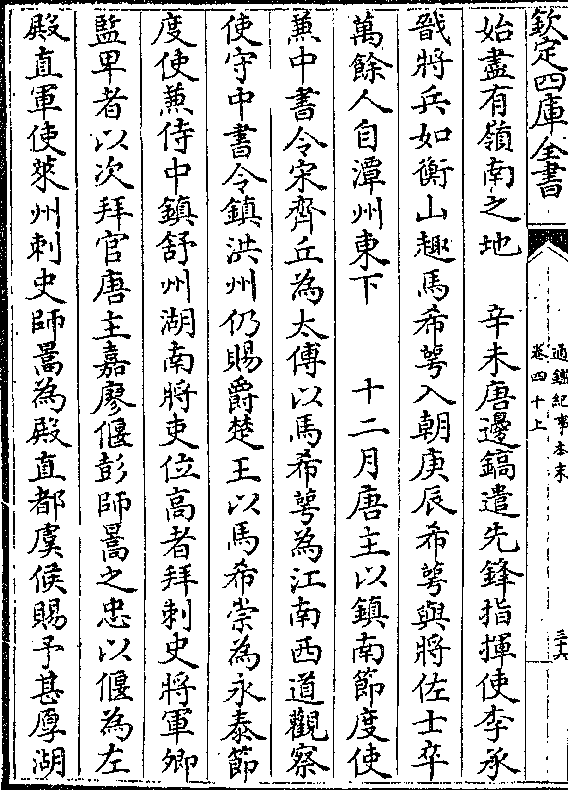 欽定四庫全書
通鑑紀事本末
卷四十上
三十六
始盡有嶺南之地　辛未唐邊鎬遣先鋒指揮使李承
戩將兵如衡山趣馬希萼入朝庚辰希萼與將佐士卒
萬餘人自潭州東下　十二月唐主以鎮南節度使
兼中書令宋齊丘為太傅以馬希萼為江南西道觀察
使守中書令鎮洪州仍賜爵楚王以馬希崇為永泰節
度使兼侍中鎮舒州湖南將吏位高者拜刺史將軍卿
監卑者以次拜官唐主嘉廖偃彭師暠之忠以偃為左
殿直軍使萊州刺史師暠為殿直都虞候賜予甚厚湖